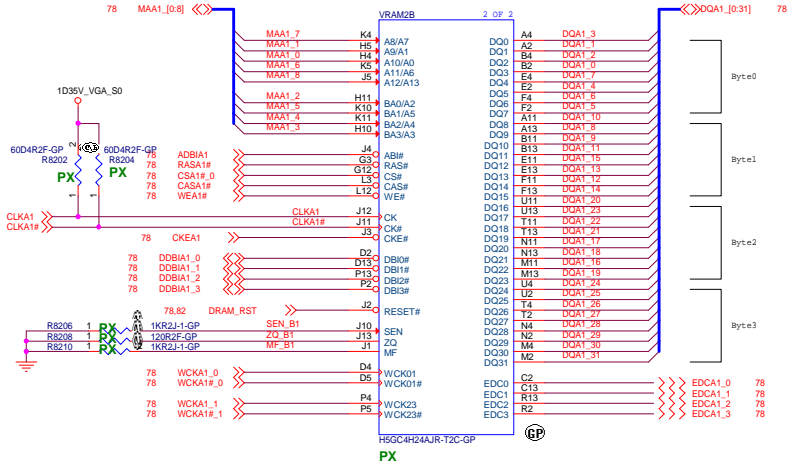 78 MAA1_[0:8] VRAM2B 2 OF 2 DQA1_[0:31] 78
MAA1_7 K4 A8/A7 DQ0 A4 DQA1_3
MAA1_1 H5 A9/A1 DQ1 A2 DQA1_1
MAA1_0 H4 A10/A0 DQ2 B4 DQA1_2
MAA1_6 K5 A11/A6 DQ3 B2 DQA1_0
MAA1_8 J5 A12/A13 DQ4 E4 DQA1_7
Byte0
DQ5 E2 DQA1_4
MAA1_2 H11 BA0/A2 DQ6 F4 DQA1_6
MAA1_5 K10 BA1/A5 DQ7 F2 DQA1_5
MAA1_4 K11 BA2/A4 DQ8 A11 DQA1_10
MAA1_3 H10 BA3/A3 DQ9 A13 DQA1_8
1D35V_VGA_S0
DQ10 B11 DQA1_9
60D4R2F-GP 60D4R2F-GP
R8202 2 R8204
PX PX
1 1
78 ADBIA1 J4 ABI# DQ11 B13 DQA1_11
78 RASA1# G3 RAS# DQ12 E11 DQA1_15
Byte1
78 CSA1#_0 G12 CS# DQ13 E13 DQA1_13
78 CASA1# L3 CAS# DQ14 F11 DQA1_12
78 WEA1# L12 WE# DQ15 F13 DQA1_14
DQ16 U11 DQA1_20
CLKA1 CLKA1 J12 CK DQ17 U13 DQA1_23
CLKA1# CLKA1# J11 CK# DQ18 T11 DQA1_22
78 CKEA1 J3 CKE# DQ19 T13 DQA1_21
DQ20 N11 DQA1_17
Byte2
78 DDBIA1_0 D2 DBI0# DQ21 N13 DQA1_18
78 DDBIA1_1 D13 DBI1# DQ22 M11 DQA1_16
78 DDBIA1_2 P13 DBI2# DQ23 M13 DQA1_19
78 DDBIA1_3 P2 DBI3# DQ24 U4 DQA1_24
DQ25 U2 DQA1_25
78,82 DRAM_RST J2 RESET# DQ26 T4 DQA1_26
DQ27 T2 DQA1_27
Byte3
R8206 1 PX 1KR2J-1-GP SEN_B1 J10 SEN DQ28 N4 DQA1_28
R8208 1 PX 120R2F-GP ZQ_B1 J13 ZQ DQ29 N2 DQA1_29
R8210 1 PX 1KR2J-1-GP MF_B1 J1 MF DQ30 M4 DQA1_30
DQ31 M2 DQA1_31
78 WCKA1_0 D4 WCK01
78 WCKA1#_0 D5 WCK01# EDC0 C2 EDCA1_0 78
EDC1 C13 EDCA1_1 78
78 WCKA1_1 P4 WCK23 EDC2 R13 EDCA1_2 78
78 WCKA1#_1 P5 WCK23# EDC3 R2 EDCA1_3 78
H5GC4H24AJR-T2C-GP GP
PX